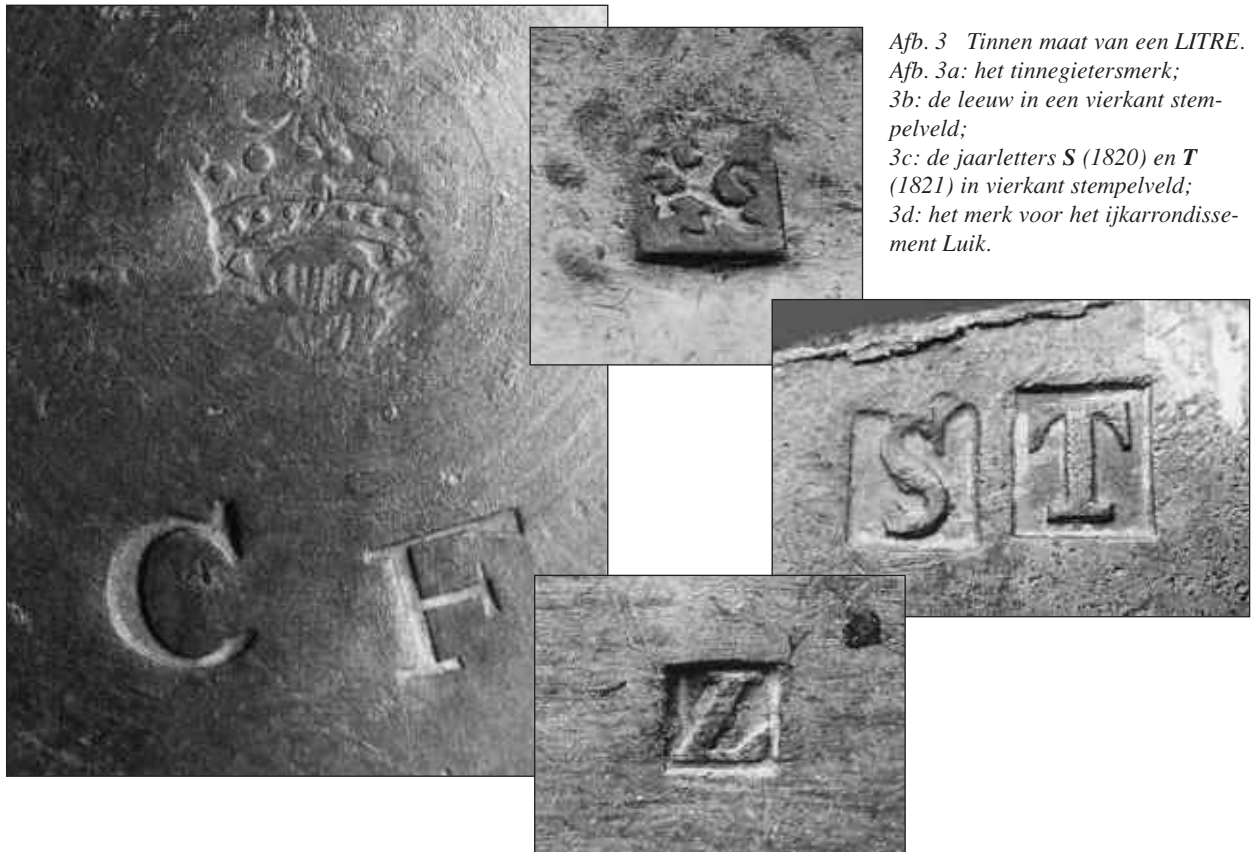 Afb. 3 Tinnen maat van een LITRE.
Afb. 3a: het tinnegietersmerk;
3b: de leeuw in een vierkant stem-
pelveld;
3c: de jaarletters S (1820) en T
(1821) in vierkant stempelveld;
3d: het merk voor het ijkarrondisse-
ment Luik.
C F
S T
Z